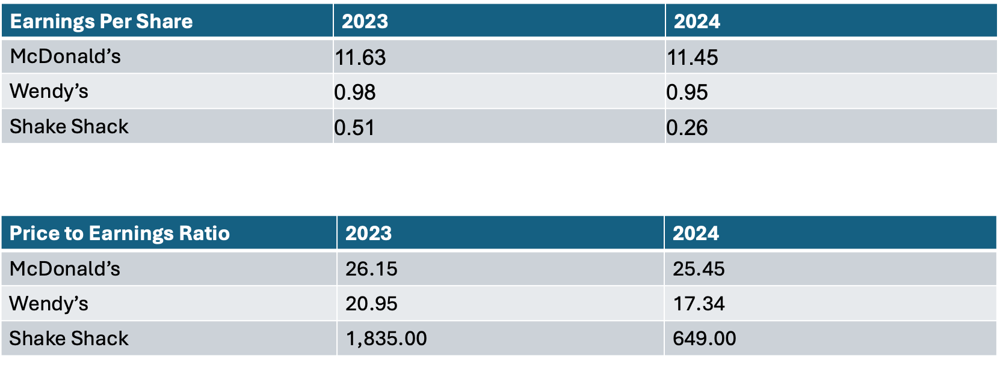 Earnings Per Share 2023 2024
McDonald’s 11.63 11.45
Wendy’s 0.98 0.95
Shake Shack 0.51 0.26
Price to Earnings Ratio 2023 2024
McDonald’s 26.15 25.45
Wendy’s 20.95 17.34
Shake Shack 1,835.00 649.00